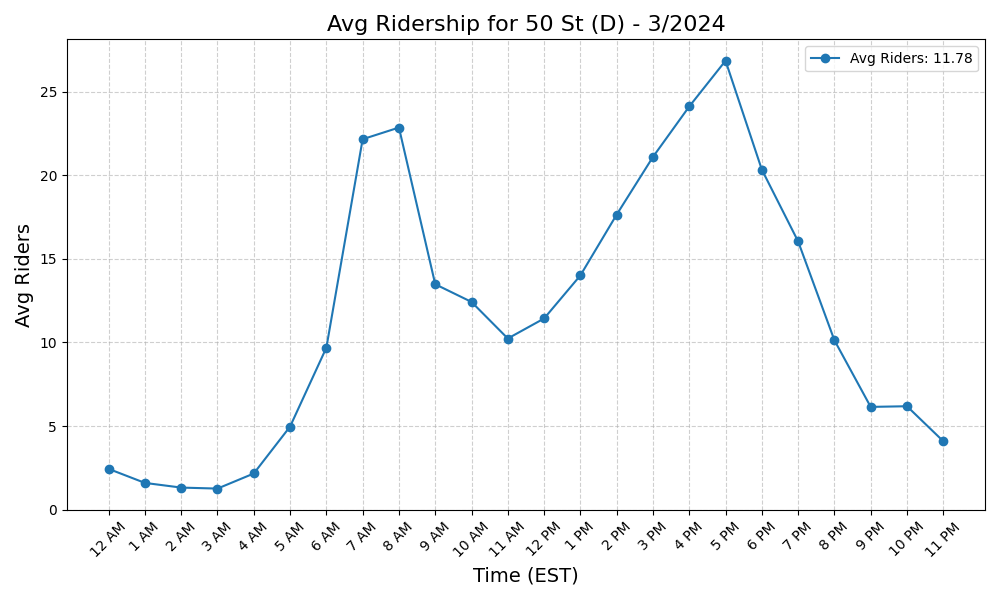 Avg Ridership for 50 St (D) - 3/2024
Avg Riders: 11.78
Avg Riders
25
20
15
10
5
0
12 AM
1 AM
2 AM
3 AM
4 AM
5 AM
6 AM
7 AM
8 AM
9 AM
10 AM
11 AM
12 PM
1 PM
2 PM
3 PM
4 PM
5 PM
6 PM
7 PM
8 PM
9 PM
10 PM
11 PM
Time (EST)